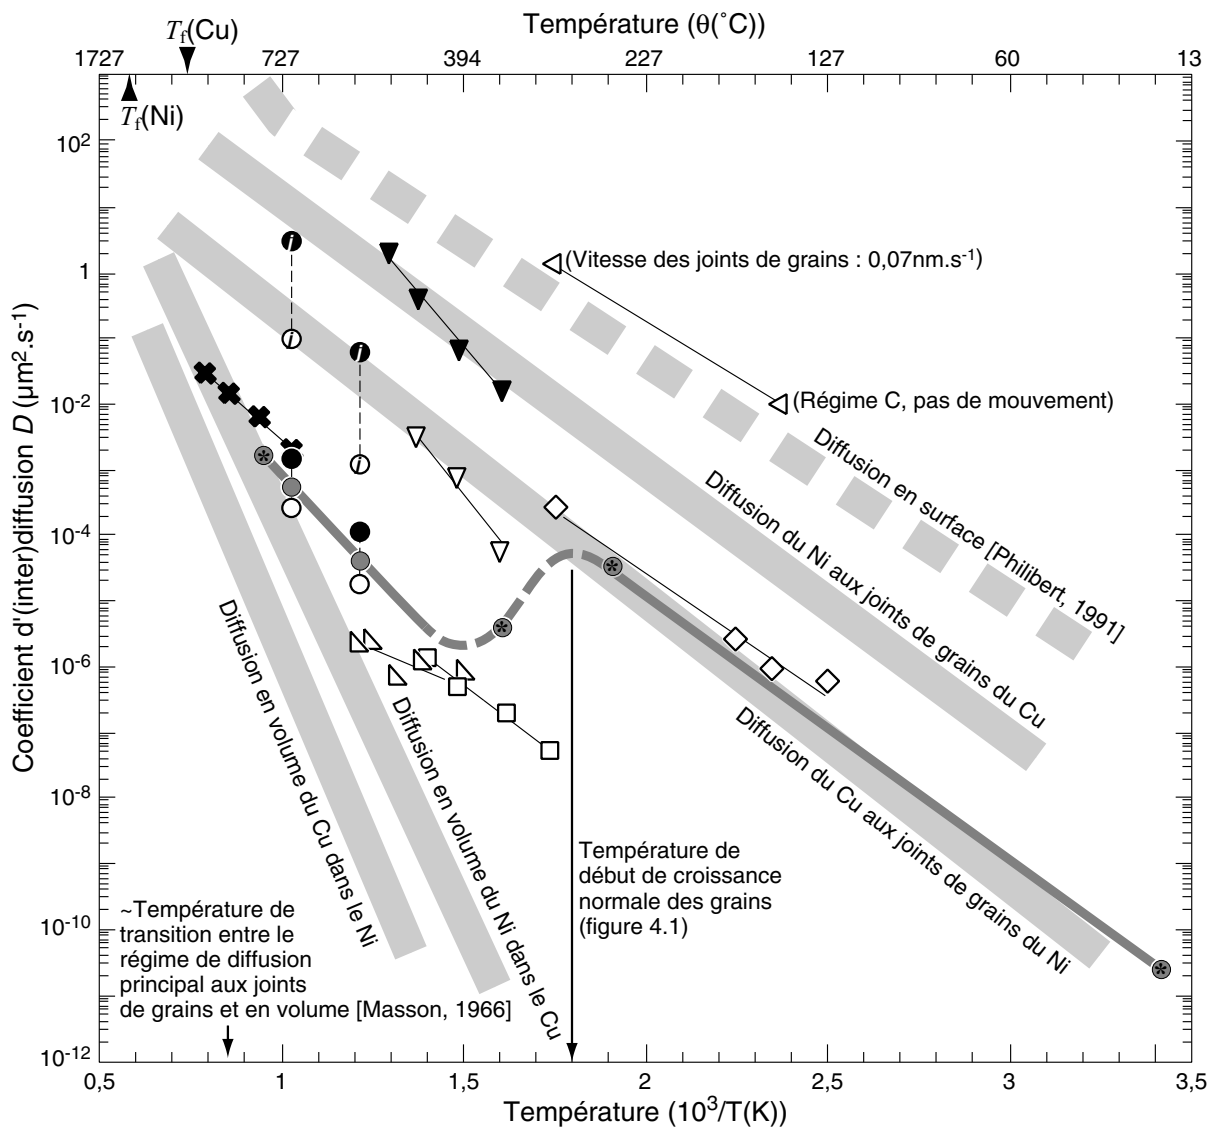 Température (θ(˚C))
T_f(Cu)
1727 727 394 227 127 60 13
T_f(Ni)
10²
1
10⁻²
10⁻⁴
10⁻⁶
10⁻⁸
10⁻¹⁰
10⁻¹²
Coefficient d'(inter)diffusion D (µm².s⁻¹)
(Vitesse des joints de grains : 0,07nm.s⁻¹)
(Régime C, pas de mouvement)
Diffusion en surface [Philibert, 1991]
Diffusion du Ni aux joints de grains du Cu
Diffusion du Cu aux joints de grains du Ni
Diffusion en volume du Cu dans le Ni
Diffusion en volume du Ni dans le Cu
j
j
j
j
*
*
*
*
Température de
début de croissance
normale des grains
(figure 4.1)
~Température de
transition entre le
régime de diffusion
principal aux joints
de grains et en volume [Masson, 1966]
0,5 1 1,5 2 2,5 3 3,5
Température (10³/T(K))